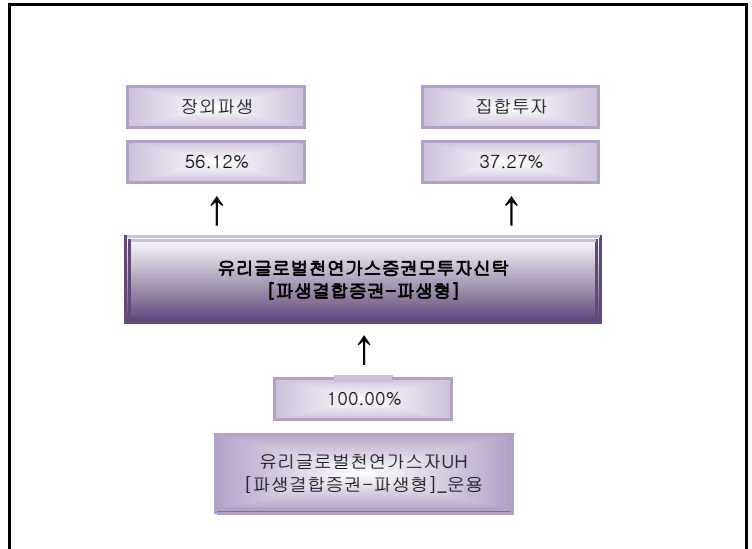 장외파생
집합투자
56.12%
37.27%
↑
↑
유리글로벌천연가스증권모투자신탁
[파생결합증권-파생형]
↑
100.00%
유리글로벌천연가스자UH
[파생결합증권-파생형]_운용